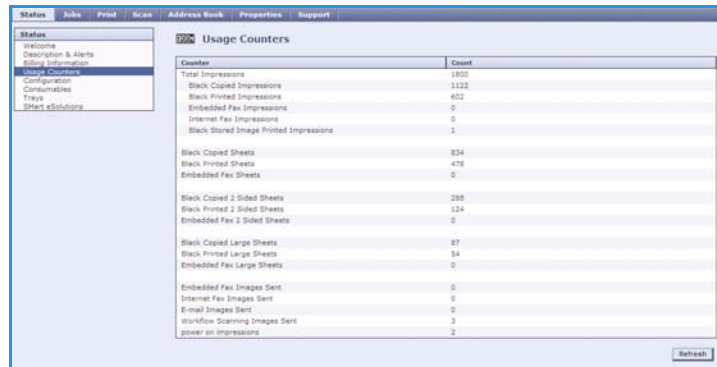 Status Jobs Print Scan Address Book Properties Support
Status
Welcome
Description & Alerts
Billing Information
Usage Counters
Configuration
Consumables
Trays
SMart eSolutions
Usage Counters
Counter Count
Total Impressions 1800
Black Copied Impressions 1122
Black Printed Impressions 602
Embedded Fax Impressions 0
Internet Fax Impressions 0
Black Stored Image Printed Impressions 1
Black Copied Sheets 834
Black Printed Sheets 478
Embedded Fax Sheets 0
Black Copied 2 Sided Sheets 288
Black Printed 2 Sided Sheets 124
Embedded Fax 2 Sided Sheets 0
Black Copied Large Sheets 87
Black Printed Large Sheets 54
Embedded Fax Large Sheets 0
Embedded Fax Images Sent 0
Internet Fax Images Sent 0
E-mail Images Sent 0
Workflow Scanning Images Sent 3
power on impressions 2
Refresh